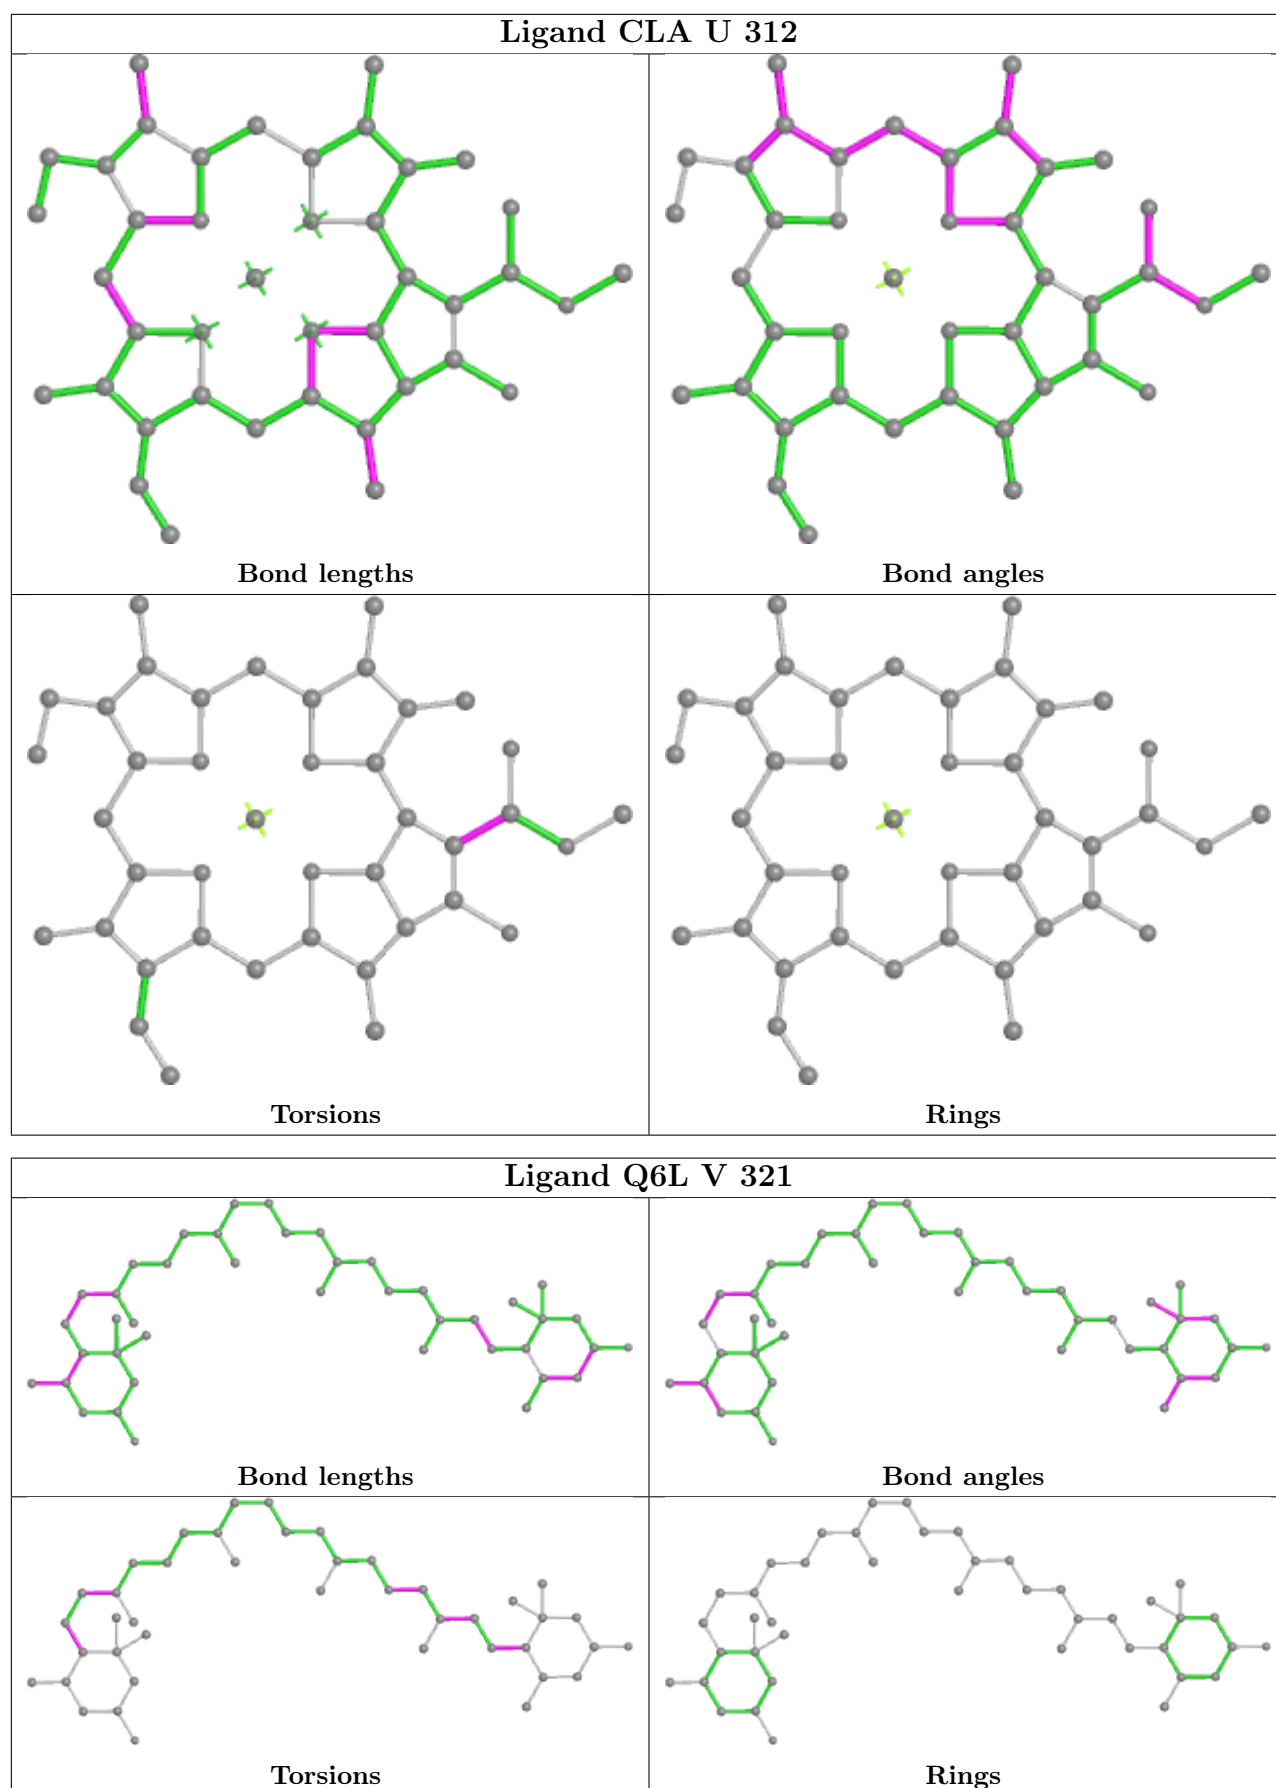 Ligand CLA U 312
Bond lengths
Bond angles
Torsions
Rings
Ligand Q6L V 321
Bond lengths
Bond angles
Torsions
Rings